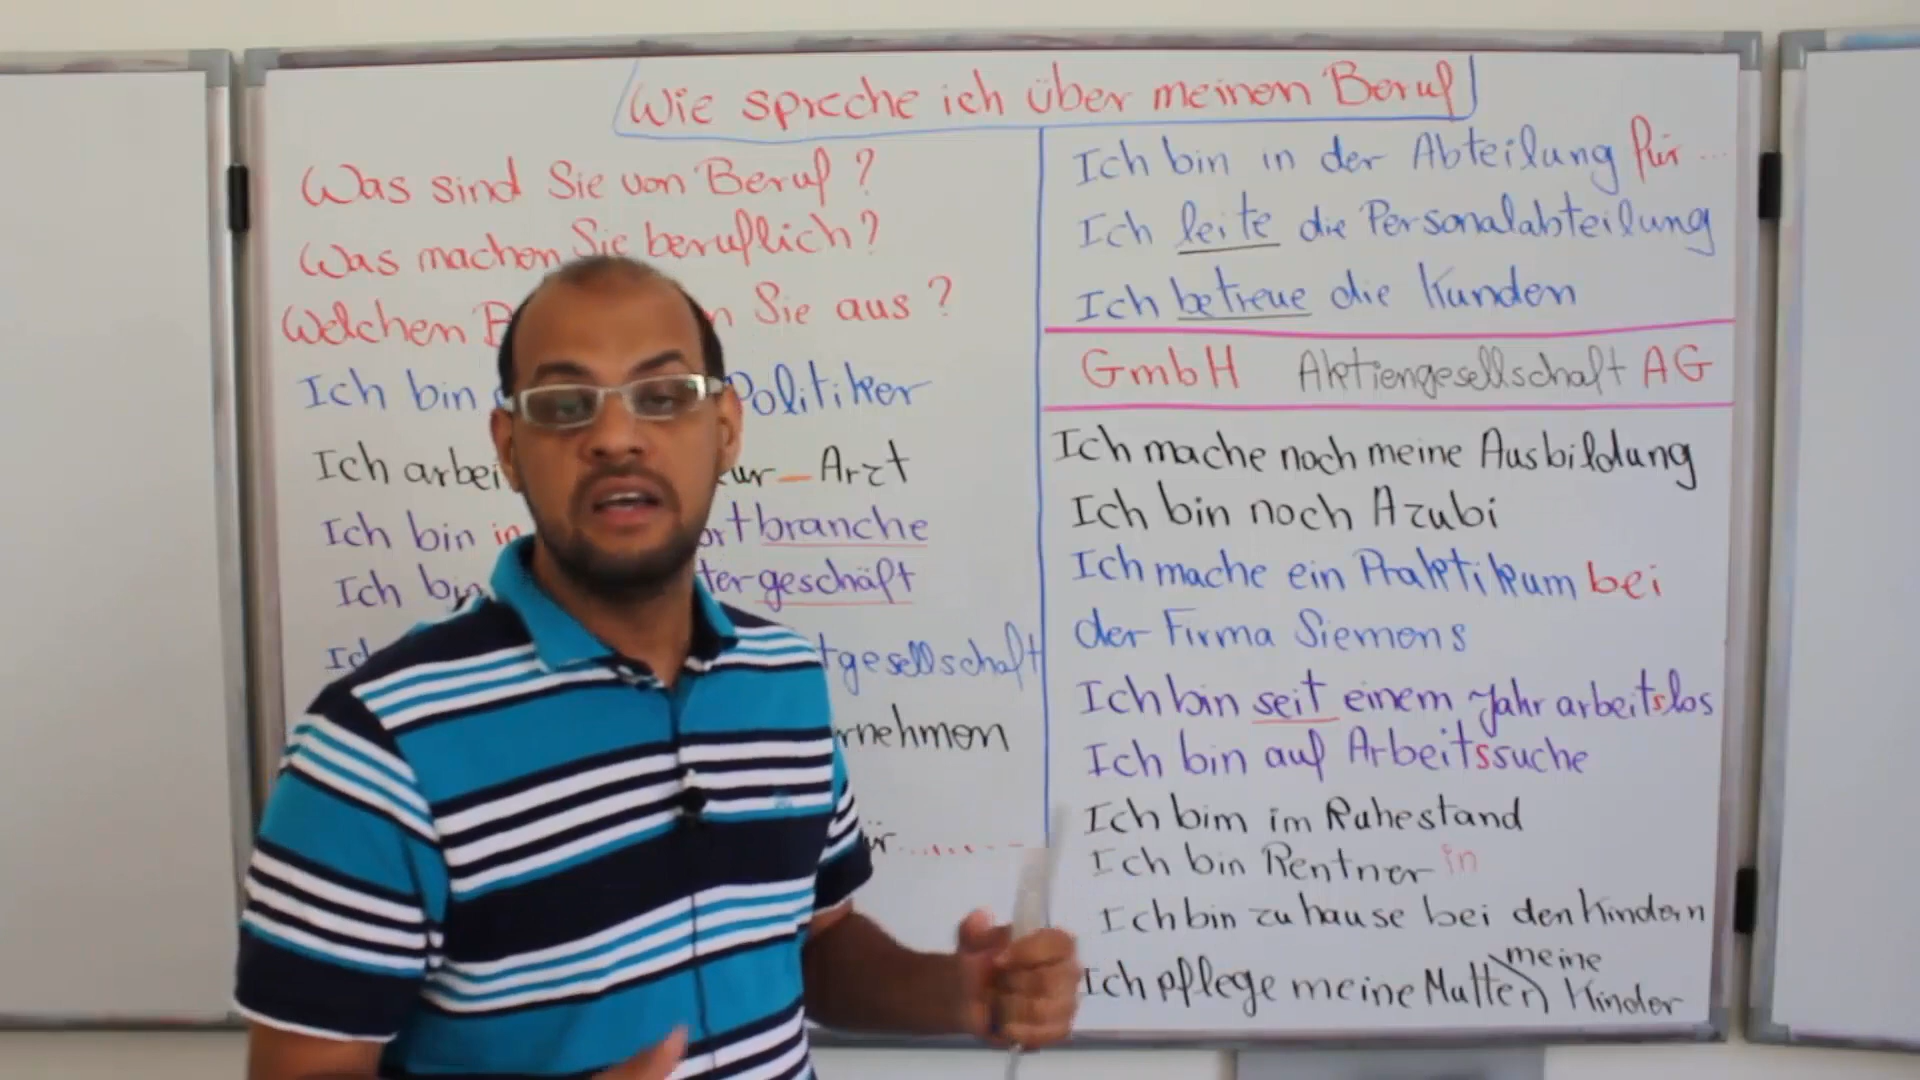 Wie spreche ich über meinen Beruf
Was sind Sie von Beruf ?
Was machen Sie beruflich ?
Welchen Sie aus ?
Ich bin Politiker
Ich Arzt
Ich bin in branche
Ich geschäft
gesellschaft
Ich bin in der Abteilung für ...
Ich leite die Personalabteilung
Ich betreue die Kunden
GmbH Aktiengesellschaft AG
Ich mache noch meine Ausbildung
Ich bin noch Azubi
Ich mache ein Praktikum bei
der Firma Siemens
Ich bin seit einem Jahr arbeitslos
Ich bin auf Arbeitssuche
Ich bim im Ruhestand
Ich bin Rentner in
Ich bin zu hause bei den Kindern
Ich pflege meine Mutter, meine Kinder